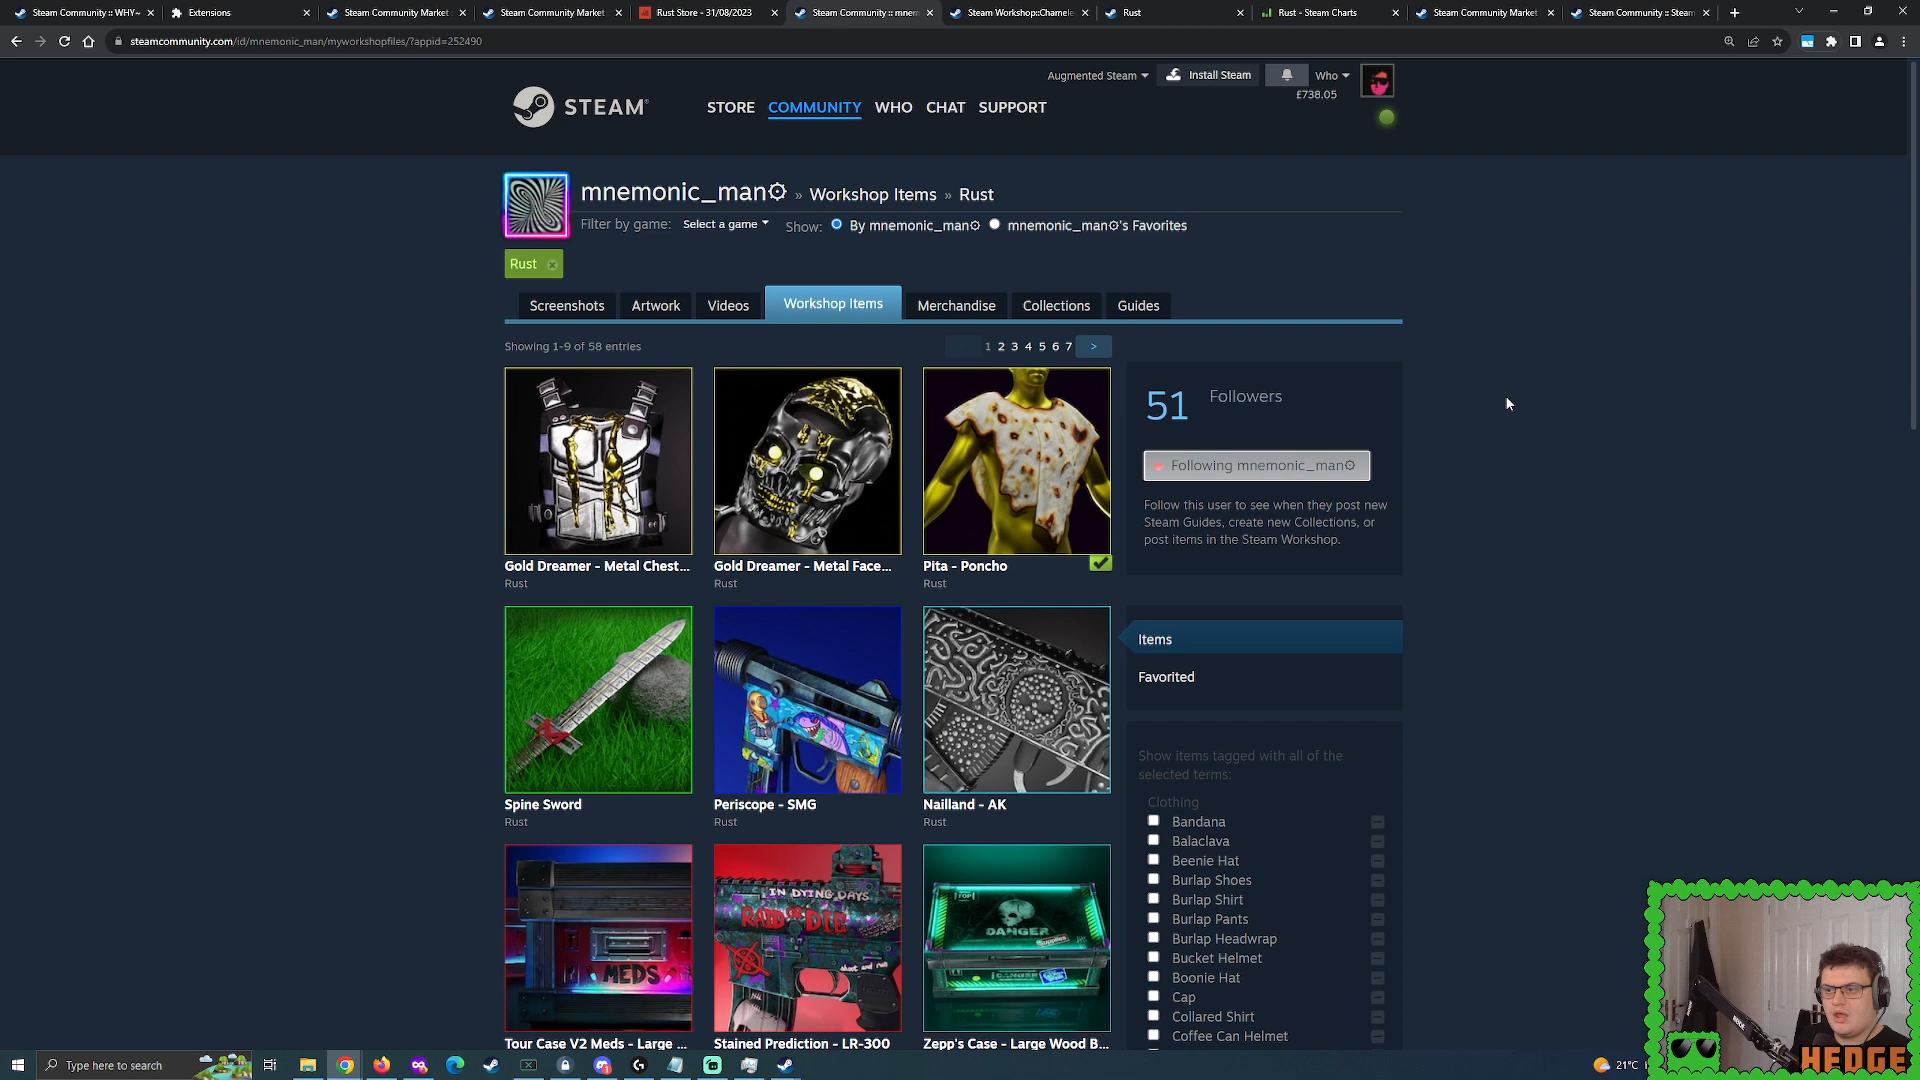 Steam Community :: WHY~
Extensions
Steam Community Market
Steam Community Market
Rust Store - 31/08/2023
Steam Community :: mnem
Steam Workshop::Chamele
Rust
Rust - Steam Charts
Steam Community Market
Steam Community :: Steam
steamcommunity.com/id/mnemonic_man/myworkshopfiles/?appid=252490
Augmented Steam
Install Steam
Who
£738.05
STEAM®
STORE COMMUNITY WHO CHAT SUPPORT
mnemonic_man⚙ » Workshop Items » Rust
Filter by game: Select a game Show: By mnemonic_man⚙ mnemonic_man⚙'s Favorites
Rust
Screenshots Artwork Videos Workshop Items Merchandise Collections Guides
Showing 1-9 of 58 entries
1 2 3 4 5 6 7 >
51 Followers
Following mnemonic_man⚙
Follow this user to see when they post new
Steam Guides, create new Collections, or
post items in the Steam Workshop.
Gold Dreamer - Metal Chest...
Rust
Gold Dreamer - Metal Face...
Rust
Pita - Poncho
Rust
Items
Favorited
Spine Sword
Rust
Periscope - SMG
Rust
Nailland - AK
Rust
Show items tagged with all of the
selected terms:
Clothing
Bandana
Balaclava
Beenie Hat
Burlap Shoes
Burlap Shirt
Burlap Pants
Burlap Headwrap
Bucket Helmet
Boonie Hat
Cap
Collared Shirt
Coffee Can Helmet
MEDS
IN DYING DAYS
RAID OR DIE
shoot and run
TOP
DANGER
Supplies
DANGER
Tour Case V2 Meds - Large ...
Stained Prediction - LR-300
Zepp's Case - Large Wood B...
HEDGE
Type here to search
21°C